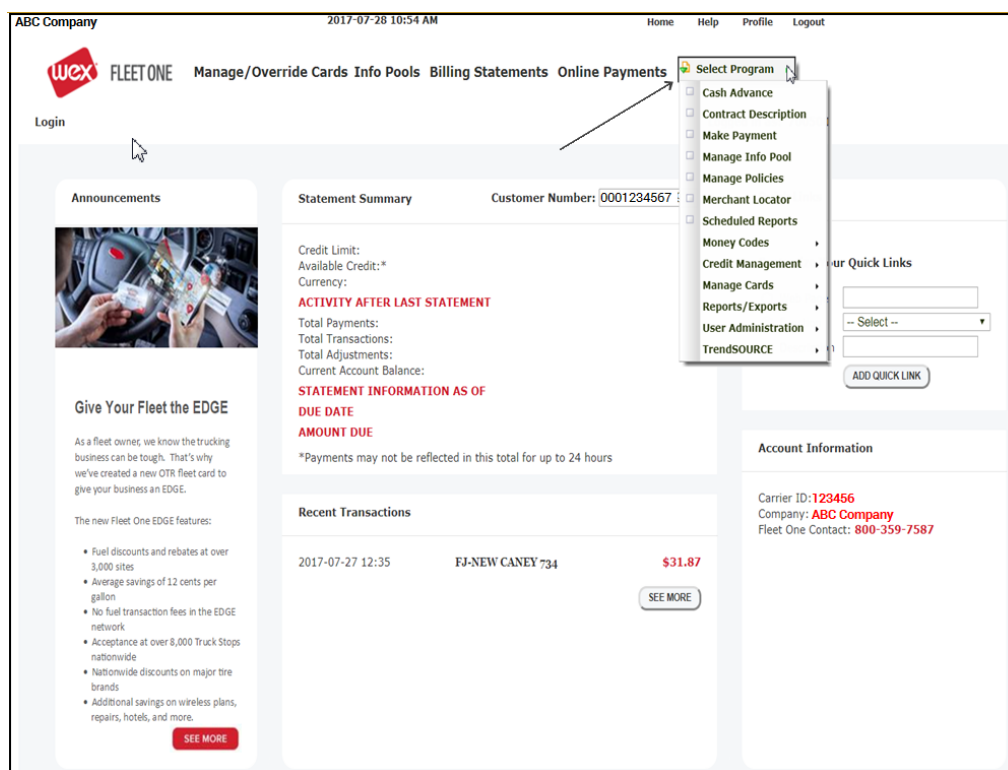 ABC Company 2017-07-28 10:54 AM Home Help Profile Logout
wex FLEET ONE Manage/Override Cards Info Pools Billing Statements Online Payments Select Program
Login
Cash Advance
Contract Description
Make Payment
Manage Info Pool
Manage Policies
Merchant Locator
Scheduled Reports
Money Codes
Credit Management
Manage Cards
Reports/Exports
User Administration
TrendSOURCE
Announcements
Give Your Fleet the EDGE
As a fleet owner, we know the trucking
business can be tough. That's why
we've created a new OTR fleet card to
give your business an EDGE.
The new Fleet One EDGE features:
• Fuel discounts and rebates at over
3,000 sites
• Average savings of 12 cents per
gallon
• No fuel transaction fees in the EDGE
network
• Acceptance at over 8,000 Truck Stops
nationwide
• Nationwide discounts on major tire
brands
• Additional savings on wireless plans,
repairs, hotels, and more.
SEE MORE
Statement Summary Customer Number: 0001234567
Credit Limit:
Available Credit:*
Currency:
ACTIVITY AFTER LAST STATEMENT
Total Payments:
Total Transactions:
Total Adjustments:
Current Account Balance:
STATEMENT INFORMATION AS OF
DUE DATE
AMOUNT DUE
*Payments may not be reflected in this total for up to 24 hours
Recent Transactions
2017-07-27 12:35 FJ-NEW CANEY 734 $31.87
SEE MORE
Quick Links
-- Select --
ADD QUICK LINK
Account Information
Carrier ID:123456
Company: ABC Company
Fleet One Contact: 800-359-7587